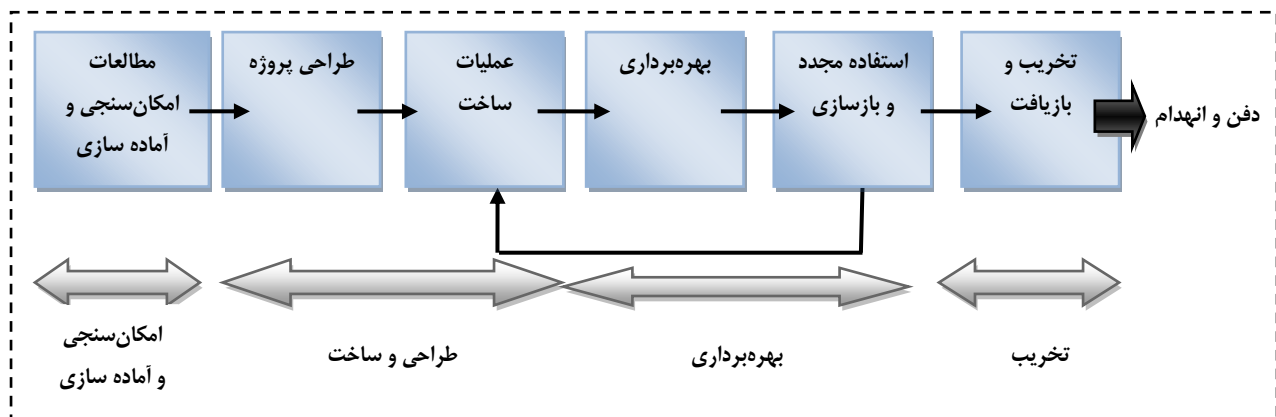 مطالعات
امکان‌سنجی و
آماده سازی
طراحی پروژه
عملیات
ساخت
بهره‌برداری
استفاده مجدد
و بازسازی
تخریب و
بازیافت
دفن و انهدام
امکان‌سنجی
و آماده سازی
طراحی و ساخت
بهره‌برداری
تخریب